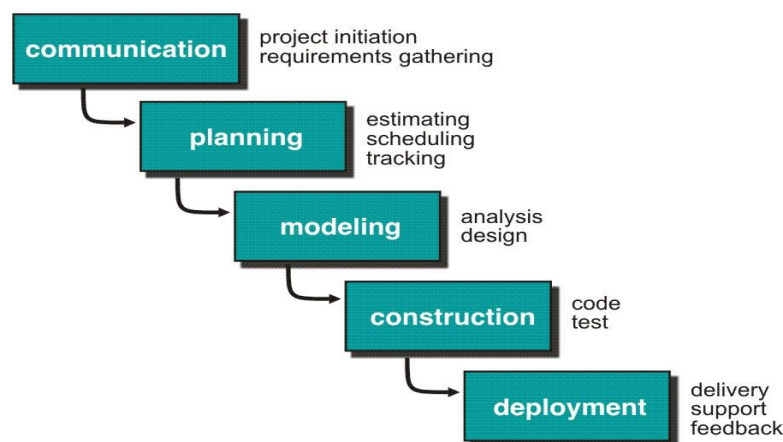 communication
project initiation
requirements gathering
planning
estimating
scheduling
tracking
modeling
analysis
design
construction
code
test
deployment
delivery
support
feedback